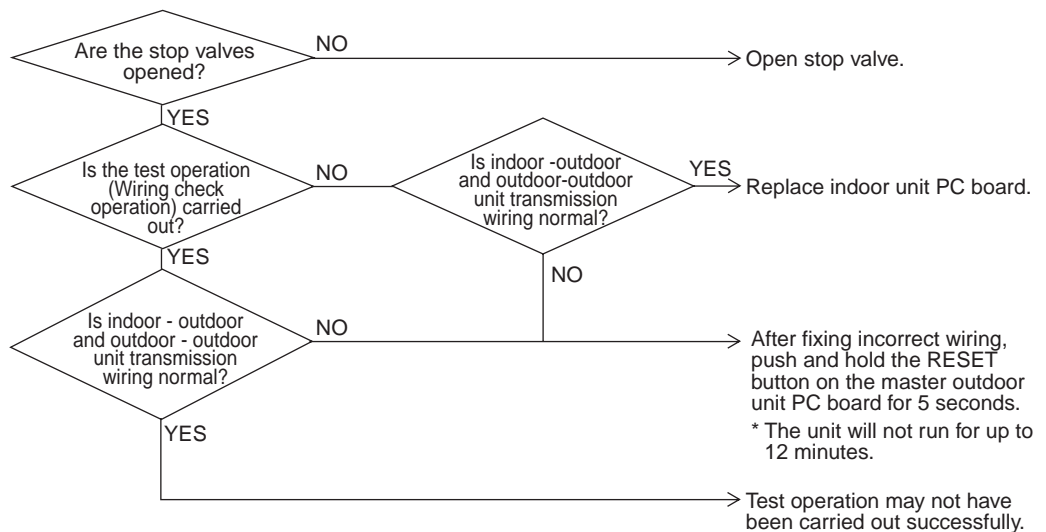 Are the stop valves
opened?
NO
Open stop valve.
YES
Is the test operation
(Wiring check
operation) carried
out?
NO
Is indoor -outdoor
and outdoor-outdoor
unit transmission
wiring normal?
YES
Replace indoor unit PC board.
YES
NO
Is indoor - outdoor
and outdoor - outdoor
unit transmission
wiring normal?
NO
After fixing incorrect wiring,
push and hold the RESET
button on the master outdoor
unit PC board for 5 seconds.
* The unit will not run for up to
12 minutes.
YES
Test operation may not have
been carried out successfully.